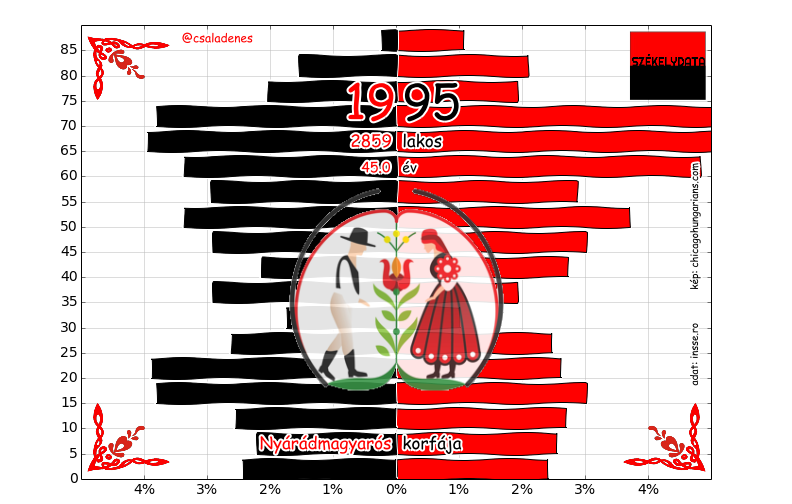 @csaladenes
SZÉKELYDATA
1995
2859 lakos
45.0 év
kép: chicagohungarians.com
adat: insse.ro
Nyárádmagyarós korfája
85
80
75
70
65
60
55
50
45
40
35
30
25
20
15
10
5
0
4% 3% 2% 1% 0% 1% 2% 3% 4%